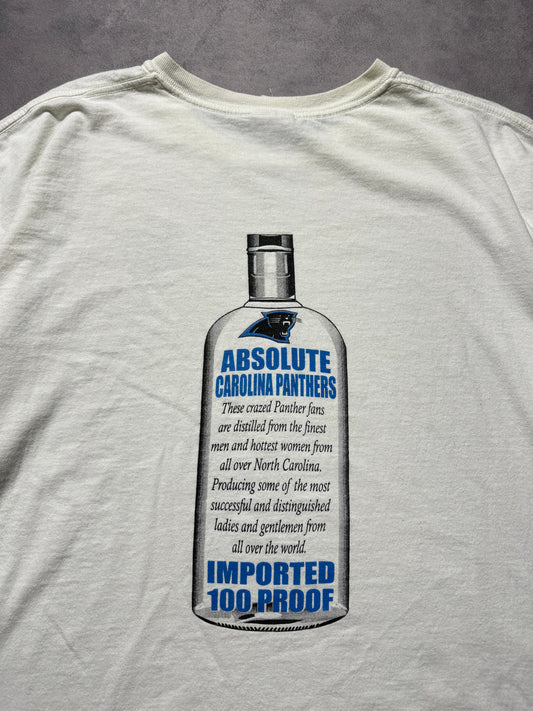 ABSOLUTE
CAROLINA PANTHERS
These crazed Panther fans
are distilled from the finest
men and hottest women from
all over North Carolina.
Producing some of the most
successful and distinguished
ladies and gentlemen from
all over the world.
IMPORTED
100 PROOF